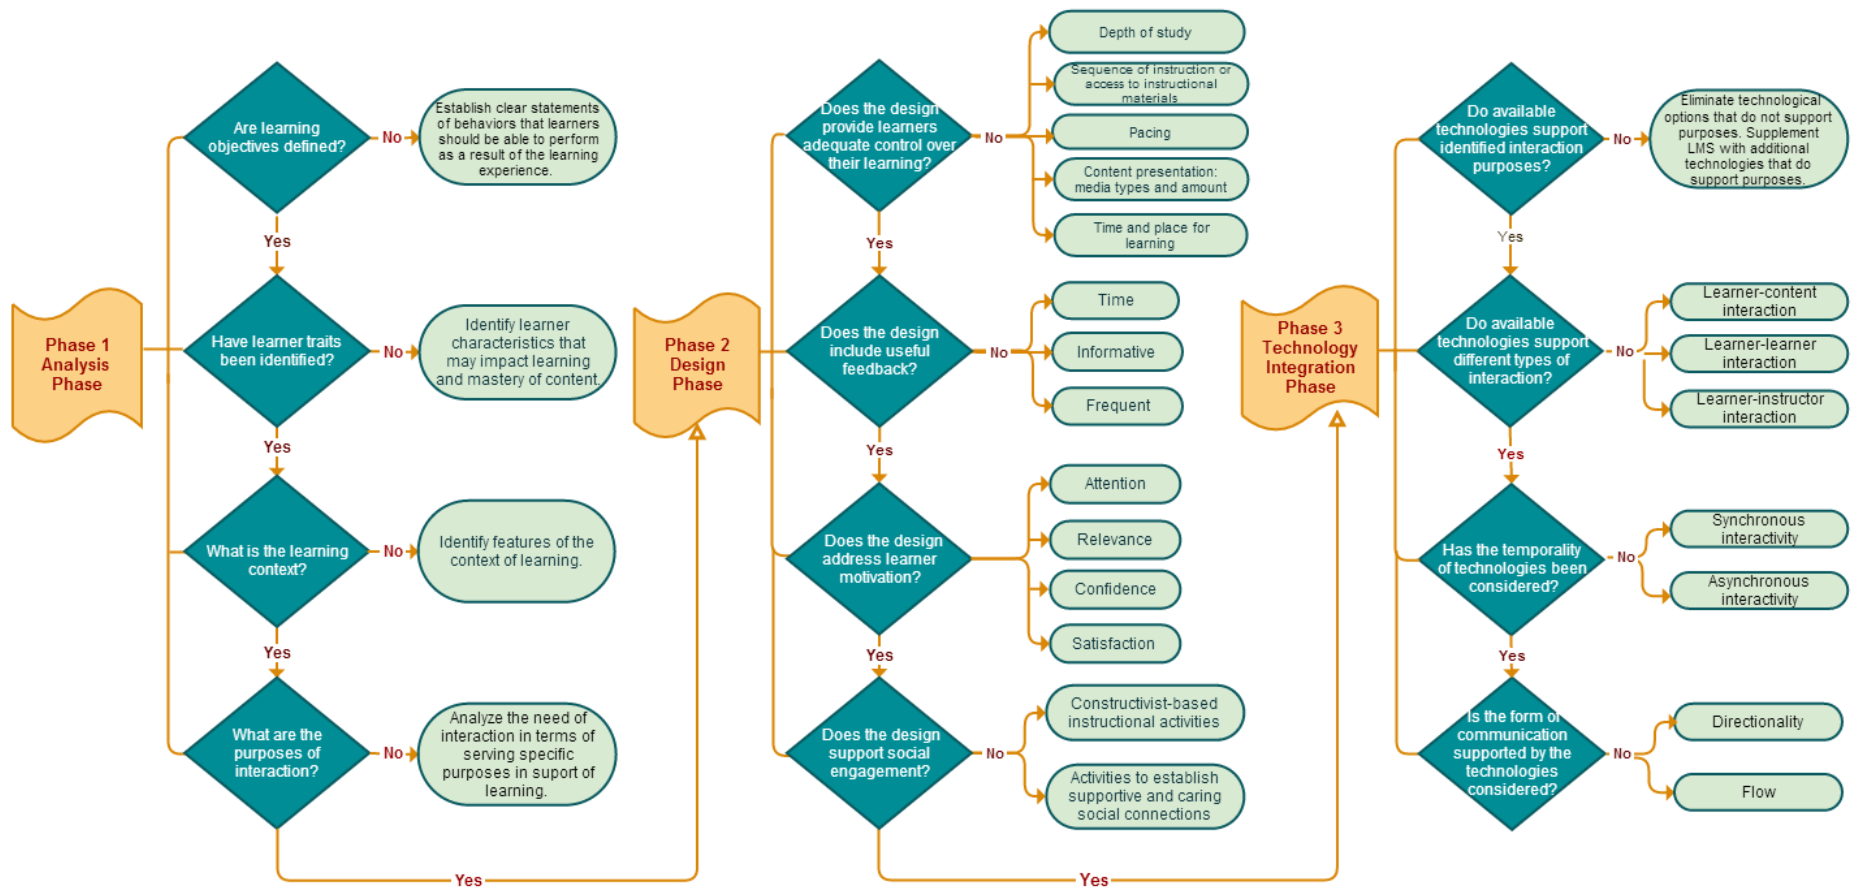 Phase 1
Analysis
Phase
Are learning
objectives defined?
No
Establish clear statements
of behaviors that learners
should be able to perform
as a result of the learning
experience.
Yes
Have learner traits
been identified?
No
Identify learner
characteristics that
may impact learning
and mastery of content.
Yes
What is the learning
context?
No
Identify features of the
context of learning.
Yes
What are the
purposes of
interaction?
No
Analyze the need of
interaction in terms of
serving specific
purposes in suport of
learning.
Yes
Phase 2
Design
Phase
Does the design
provide learners
adequate control over
their learning?
No
Depth of study
Sequence of instruction or
access to instructional
materials
Pacing
Content presentation:
media types and amount
Time and place for
learning
Yes
Does the design
include useful
feedback?
No
Time
Informative
Frequent
Yes
Does the design
address learner
motivation?
Attention
Relevance
Confidence
Satisfaction
Yes
Does the design
support social
engagement?
No
Constructivist-based
instructional activities
Activities to establish
supportive and caring
social connections
Yes
Phase 3
Technology
Integration
Phase
Do available
technologies support
identified interaction
purposes?
No
Eliminate technological
options that do not support
purposes. Supplement
LMS with additional
technologies that do
support purposes.
Yes
Do available
technologies support
different types of
interaction?
No
Learner-content
interaction
Learner-learner
interaction
Learner-instructor
interaction
Yes
Has the temporality
of technologies been
considered?
No
Synchronous
interactivity
Asynchronous
interactivity
Yes
Is the form of
communication
supported by the
technologies
considered?
No
Directionality
Flow